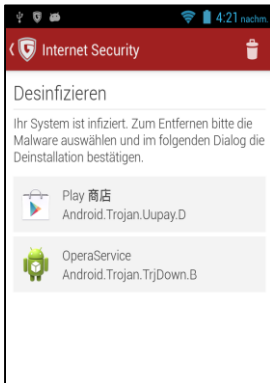 4:21 nachm.
Internet Security
Desinfizieren
Ihr System ist infiziert. Zum Entfernen bitte die
Malware auswählen und im folgenden Dialog die
Deinstallation bestätigen.
Play 商店
Android.Trojan.Uupay.D
OperaService
Android.Trojan.TrjDown.B